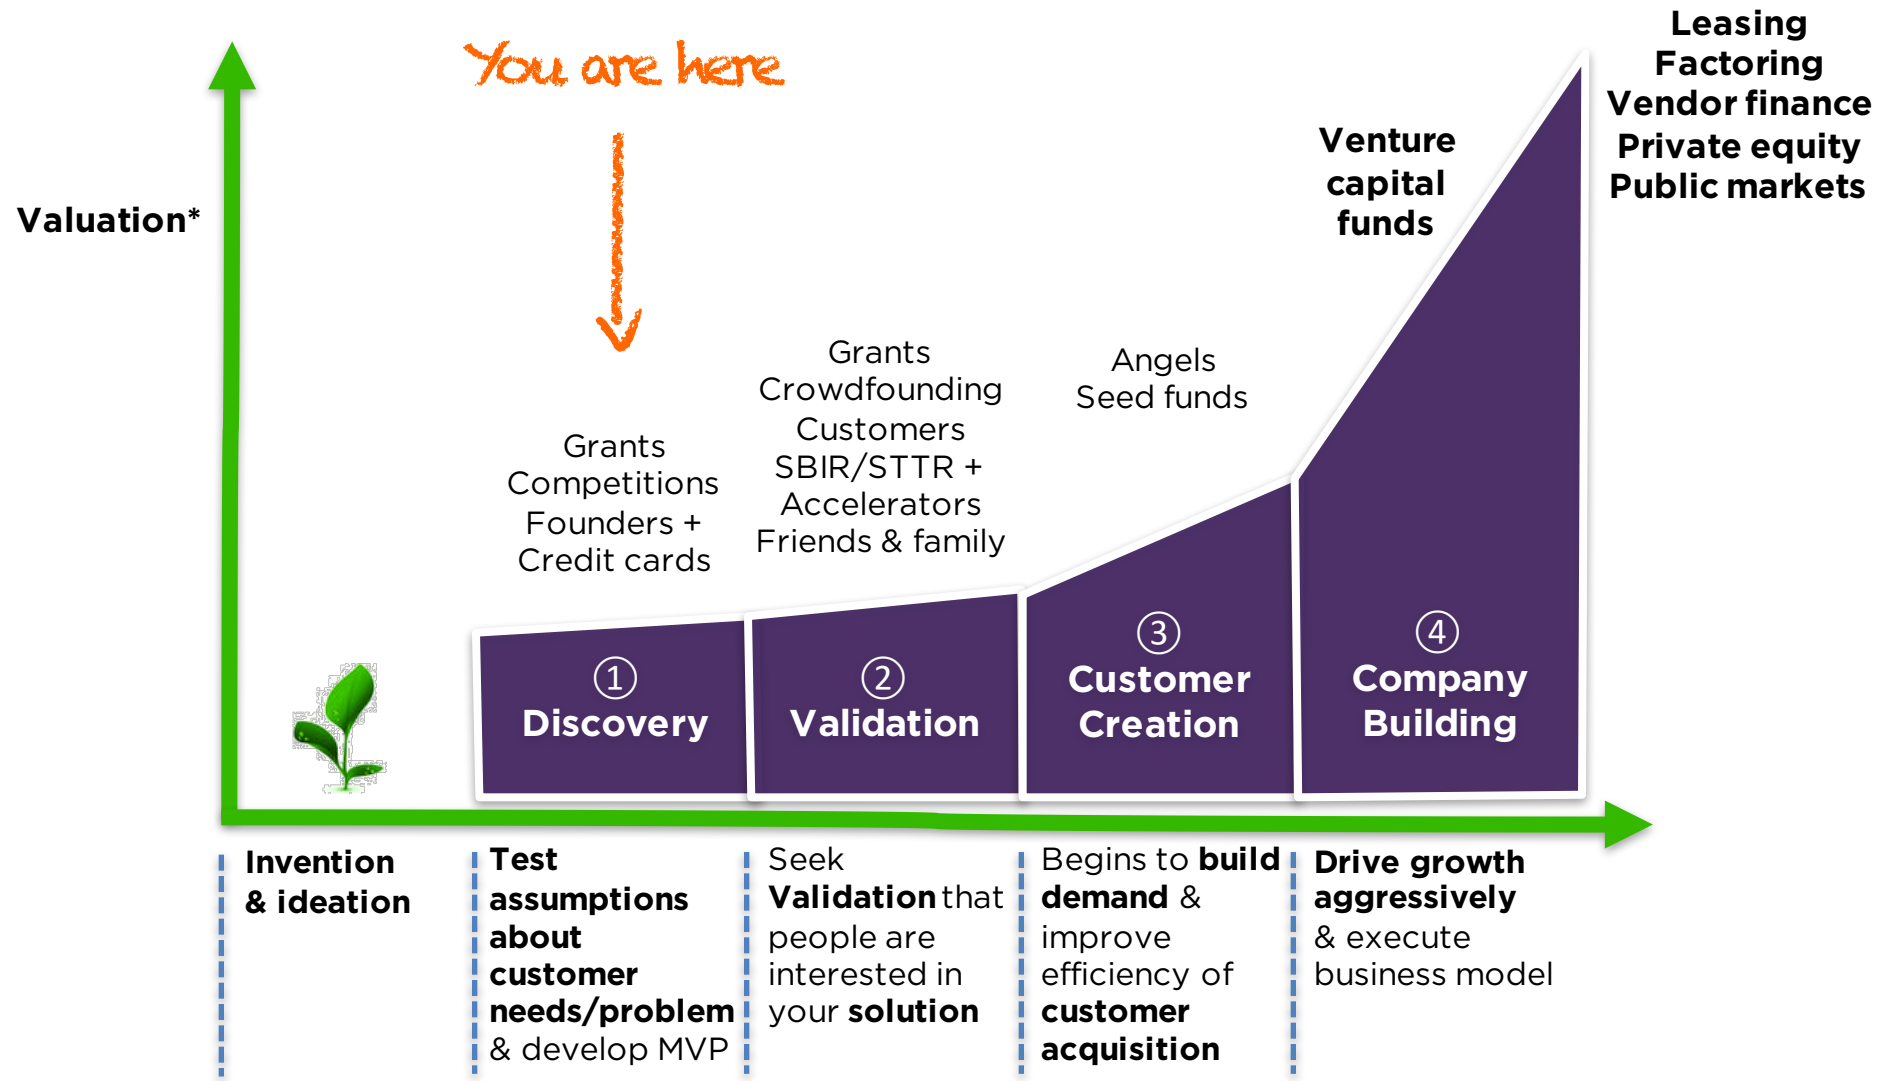 You are here
Valuation*
Grants
Competitions
Founders +
Credit cards
Grants
Crowdfounding
Customers
SBIR/STTR +
Accelerators
Friends & family
Angels
Seed funds
Venture
capital
funds
Leasing
Factoring
Vendor finance
Private equity
Public markets
①
Discovery
②
Validation
③
Customer
Creation
④
Company
Building
Invention
& ideation
Test
assumptions
about
customer
needs/problem
& develop MVP
Seek
Validation that
people are
interested in
your solution
Begins to build
demand &
improve
efficiency of
customer
acquisition
Drive growth
aggressively
& execute
business model